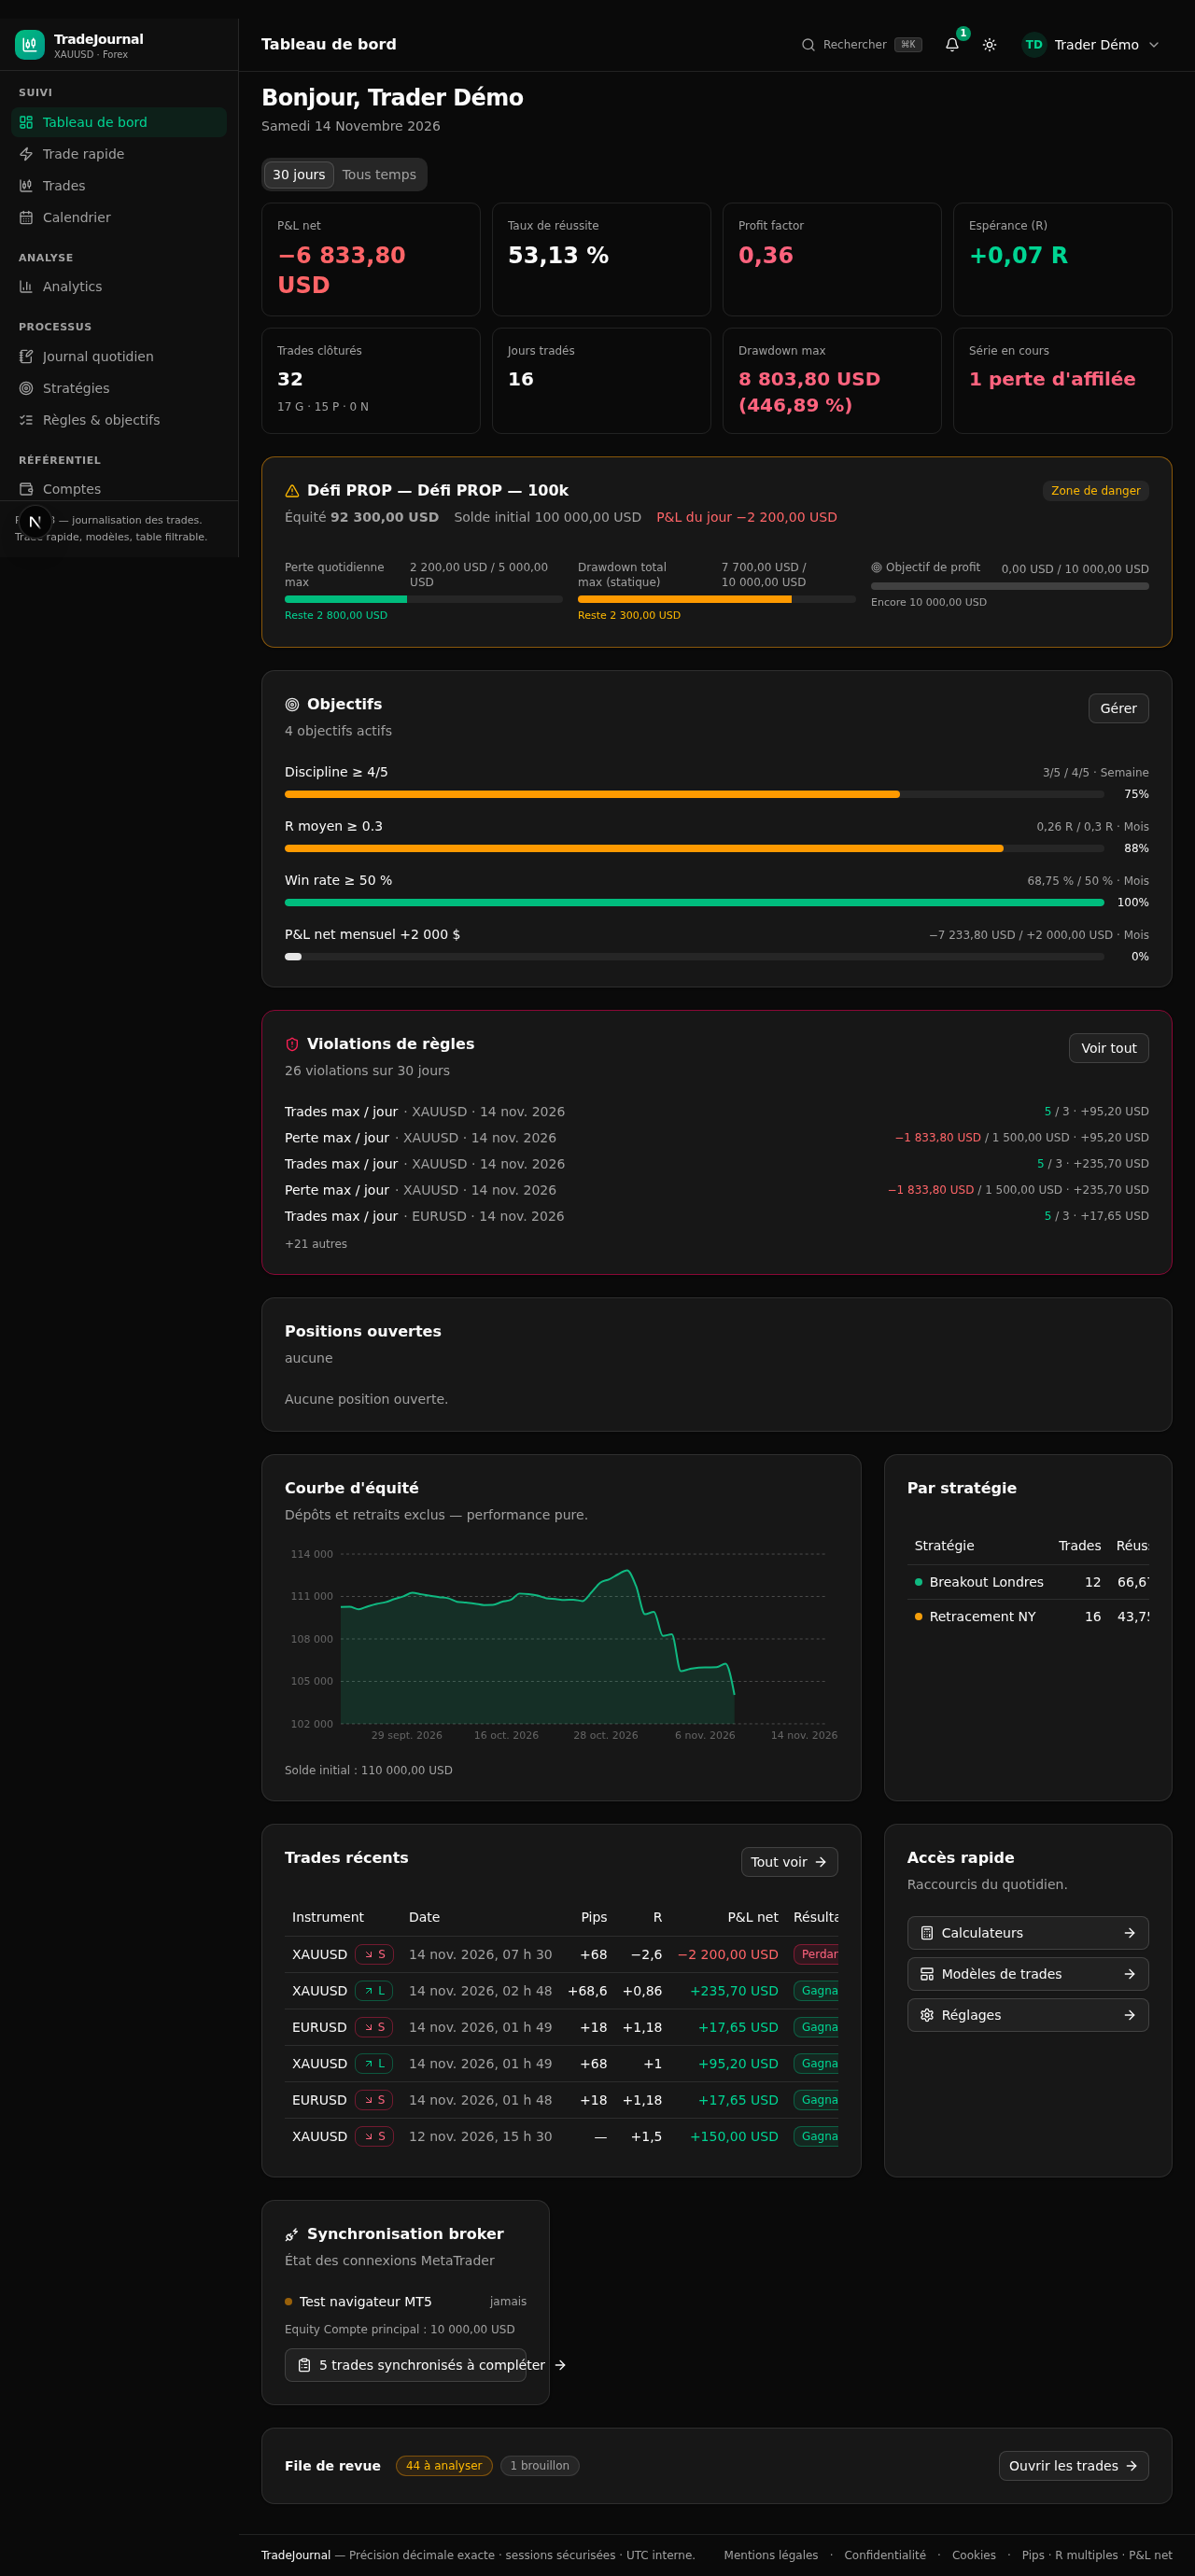 TradeJournal
XAUUSD · Forex
SUIVI
Tableau de bord
Trade rapide
Trades
Calendrier
ANALYSE
Analytics
PROCESSUS
Journal quotidien
Stratégies
Règles & objectifs
RÉFÉRENTIEL
Comptes
N
— journalisation des trades.
rapide, modèles, table filtrable.
Tableau de bord
Rechercher ⌘K
1
TD Trader Démo
Bonjour, Trader Démo
Samedi 14 Novembre 2026
30 jours Tous temps
P&L net
−6 833,80
USD
Taux de réussite
53,13 %
Profit factor
0,36
Espérance (R)
+0,07 R
Trades clôturés
32
17 G · 15 P · 0 N
Jours tradés
16
Drawdown max
8 803,80 USD
(446,89 %)
Série en cours
1 perte d'affilée
Défi PROP — Défi PROP — 100k
Zone de danger
Équité 92 300,00 USD Solde initial 100 000,00 USD P&L du jour −2 200,00 USD
Perte quotidienne
max
2 200,00 USD / 5 000,00
USD
Reste 2 800,00 USD
Drawdown total
max (statique)
7 700,00 USD /
10 000,00 USD
Reste 2 300,00 USD
Objectif de profit
0,00 USD / 10 000,00 USD
Encore 10 000,00 USD
Objectifs
Gérer
4 objectifs actifs
Discipline ≥ 4/5
3/5 / 4/5 · Semaine
75%
R moyen ≥ 0.3
0,26 R / 0,3 R · Mois
88%
Win rate ≥ 50 %
68,75 % / 50 % · Mois
100%
P&L net mensuel +2 000 $
−7 233,80 USD / +2 000,00 USD · Mois
0%
Violations de règles
Voir tout
26 violations sur 30 jours
Trades max / jour · XAUUSD · 14 nov. 2026 5 / 3 · +95,20 USD
Perte max / jour · XAUUSD · 14 nov. 2026 −1 833,80 USD / 1 500,00 USD · +95,20 USD
Trades max / jour · XAUUSD · 14 nov. 2026 5 / 3 · +235,70 USD
Perte max / jour · XAUUSD · 14 nov. 2026 −1 833,80 USD / 1 500,00 USD · +235,70 USD
Trades max / jour · EURUSD · 14 nov. 2026 5 / 3 · +17,65 USD
+21 autres
Positions ouvertes
aucune
Aucune position ouverte.
Courbe d'équité
Dépôts et retraits exclus — performance pure.
114 000
111 000
108 000
105 000
102 000
29 sept. 2026 16 oct. 2026 28 oct. 2026 6 nov. 2026 14 nov. 2026
Solde initial : 110 000,00 USD
Par stratégie
Stratégie Trades
Breakout Londres 12
Retracement NY 16
Trades récents
Tout voir
Instrument Date Pips R P&L net
XAUUSD S 14 nov. 2026, 07 h 30 +68 −2,6 −2 200,00 USD
XAUUSD L 14 nov. 2026, 02 h 48 +68,6 +0,86 +235,70 USD
EURUSD S 14 nov. 2026, 01 h 49 +18 +1,18 +17,65 USD
XAUUSD L 14 nov. 2026, 01 h 49 +68 +1 +95,20 USD
EURUSD S 14 nov. 2026, 01 h 48 +18 +1,18 +17,65 USD
XAUUSD S 12 nov. 2026, 15 h 30 — +1,5 +150,00 USD
Accès rapide
Raccourcis du quotidien.
Calculateurs
Modèles de trades
Réglages
Synchronisation broker
État des connexions MetaTrader
Test navigateur MT5 jamais
Equity Compte principal : 10 000,00 USD
5 trades synchronisés à compléter
File de revue 44 à analyser 1 brouillon
Ouvrir les trades
TradeJournal — Précision décimale exacte · sessions sécurisées · UTC interne.
Mentions légales · Confidentialité · Cookies · Pips · R multiples · P&L net